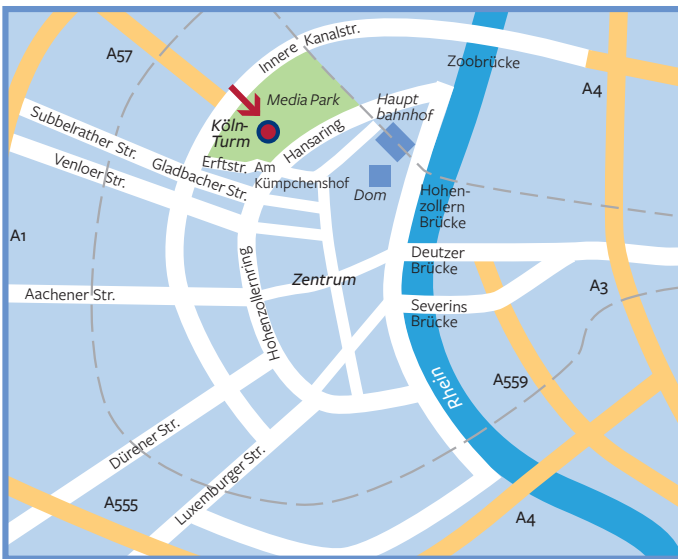 A57
Innere Kanalstr.
Zoobrücke
A4
Media Park
Haupt
bahnhof
Subbelrather Str.
Köln-
Turm
Hansaring
Venloer Str.
Gladbacher Str.
Erftstr.
Am
Kümpchenshof
Dom
Hohen-
zollern
Brücke
A1
Hohenzollernring
Zentrum
Deutzer
Brücke
A3
Aachener Str.
Severins
Brücke
Rhein
A559
Dürener Str.
Luxemburger Str.
A555
A4